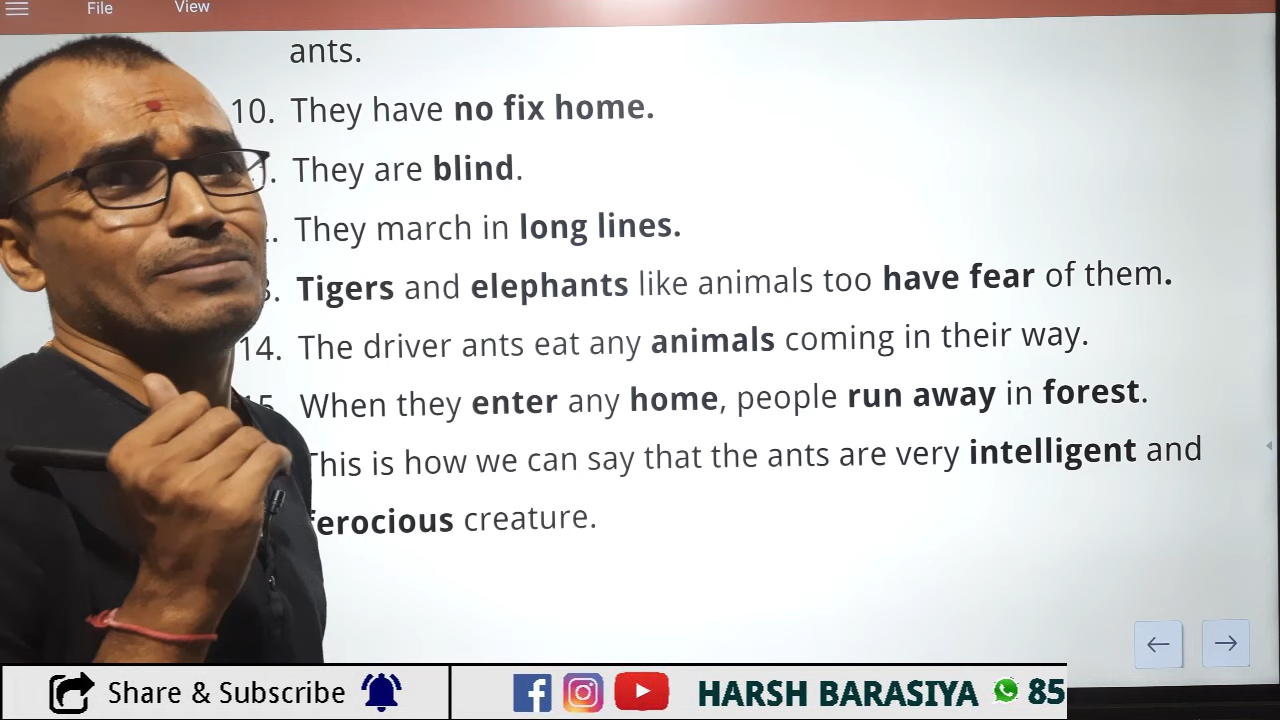 File View
ants.
10. They have no fix home.
. They are blind.
. They march in long lines.
3. Tigers and elephants like animals too have fear of them.
14. The driver ants eat any animals coming in their way.
15. When they enter any home, people run away in forest.
This is how we can say that the ants are very intelligent and
ferocious creature.
Share & Subscribe HARSH BARASIYA 85